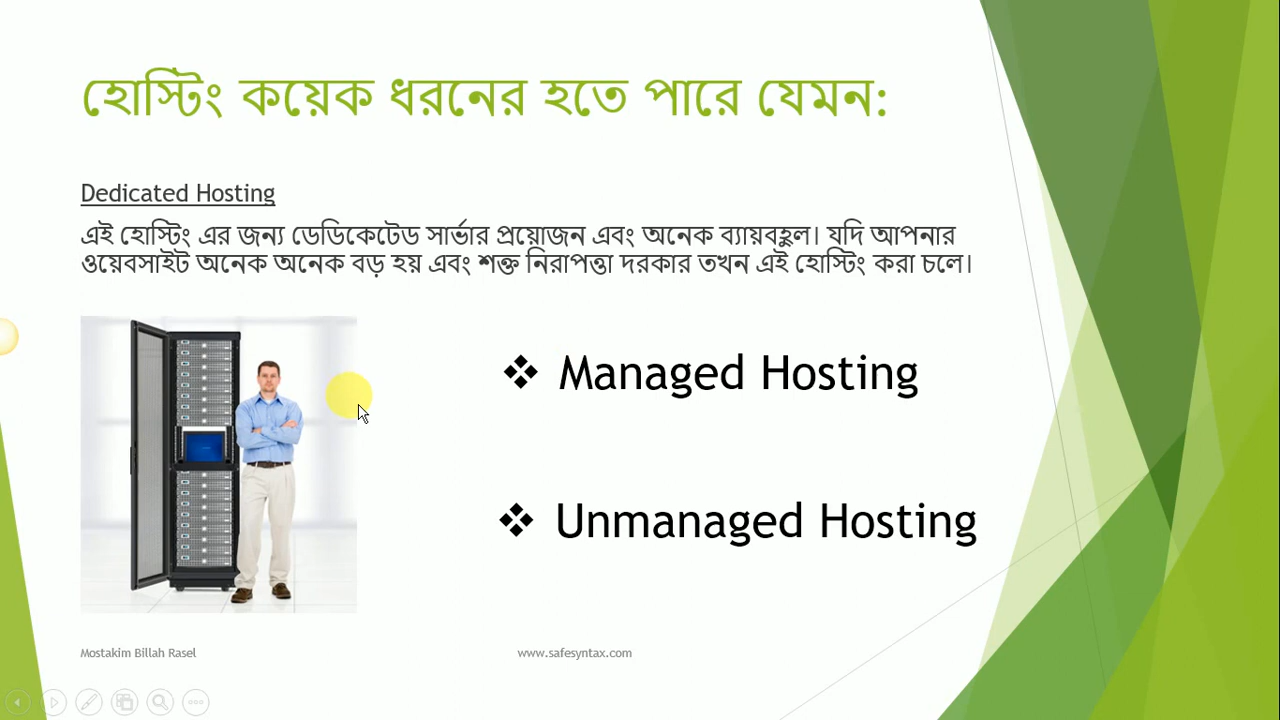 হোস্টিং কয়েক ধরনের হতে পারে যেমন:
Dedicated Hosting
এই হোস্টিং এর জন্য ডেডিকেটেড সার্ভার প্রয়োজন এবং অনেক ব্যায়বহুল। যদি আপনার
ওয়েবসাইট অনেক অনেক বড় হয় এবং শক্ত নিরাপত্তা দরকার তখন এই হোস্টিং করা চলে।
❖ Managed Hosting
❖ Unmanaged Hosting
Mostakim Billah Rasel
www.safesyntax.com